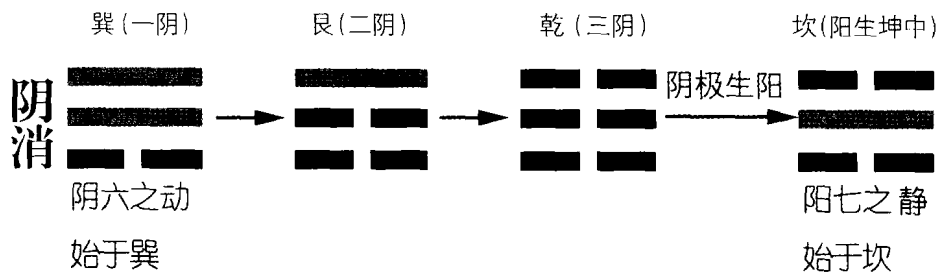 巽(一阴)
艮(二阴)
乾(三阴)
坎(阳生坤中)
阴消
阴极生阳
阴六之动
始于巽
阳七之静
始于坎